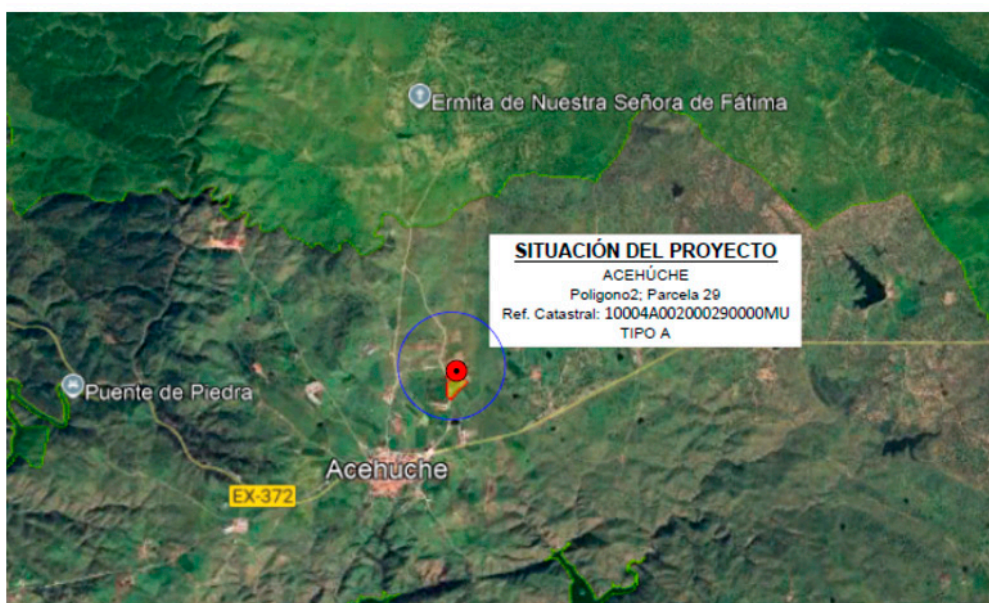 Ermita de Nuestra Señora de Fátima
SITUACIÓN DEL PROYECTO
ACEHÚCHE
Poligono2; Parcela 29
Ref. Catastral: 10004A002000290000MU
TIPO A
Puente de Piedra
Acehuche
EX-372